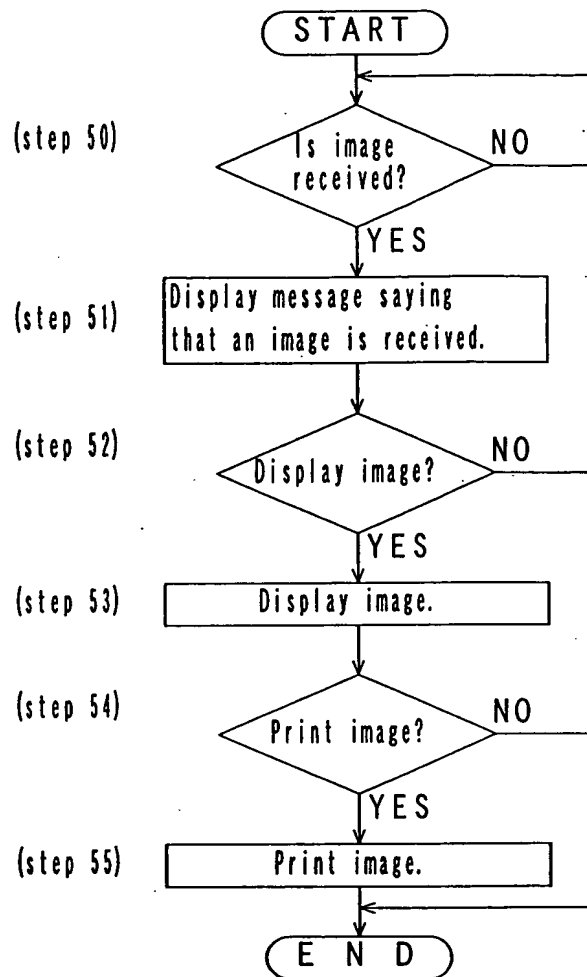 START
(step 50)
Is image
received?
NO
YES
(step 51)
Display message saying
that an image is received.
(step 52)
Display image?
NO
YES
(step 53)
Display image.
(step 54)
Print image?
NO
YES
(step 55)
Print image.
END